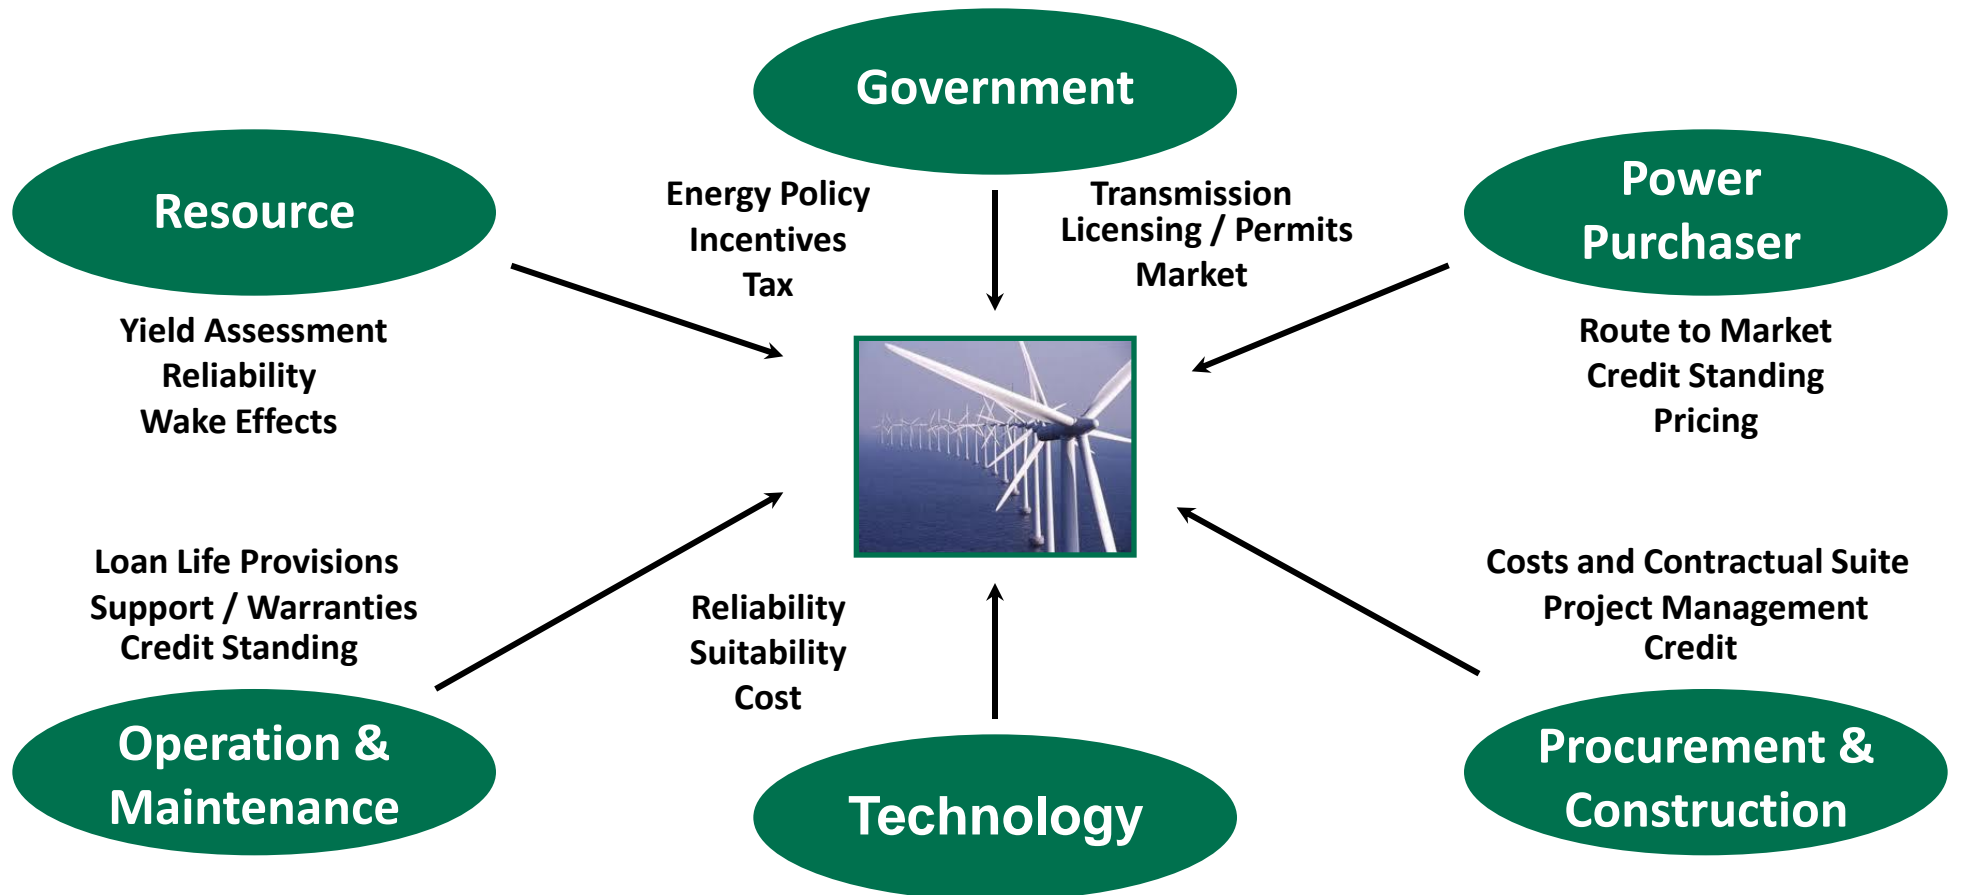 Government
Resource
Power
Purchaser
Energy Policy
Incentives
Tax
Transmission
Licensing / Permits
Market
Yield Assessment
Reliability
Wake Effects
Route to Market
Credit Standing
Pricing
Loan Life Provisions
Support / Warranties
Credit Standing
Reliability
Suitability
Cost
Costs and Contractual Suite
Project Management
Credit
Operation &
Maintenance
Technology
Procurement &
Construction